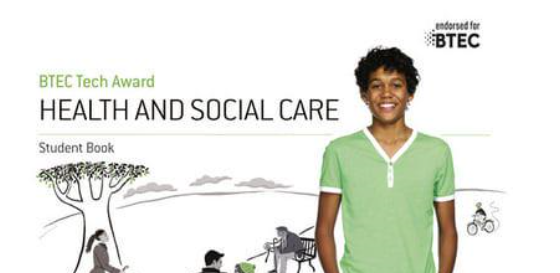 endorsed for
BTEC
BTEC Tech Award
HEALTH AND SOCIAL CARE
Student Book